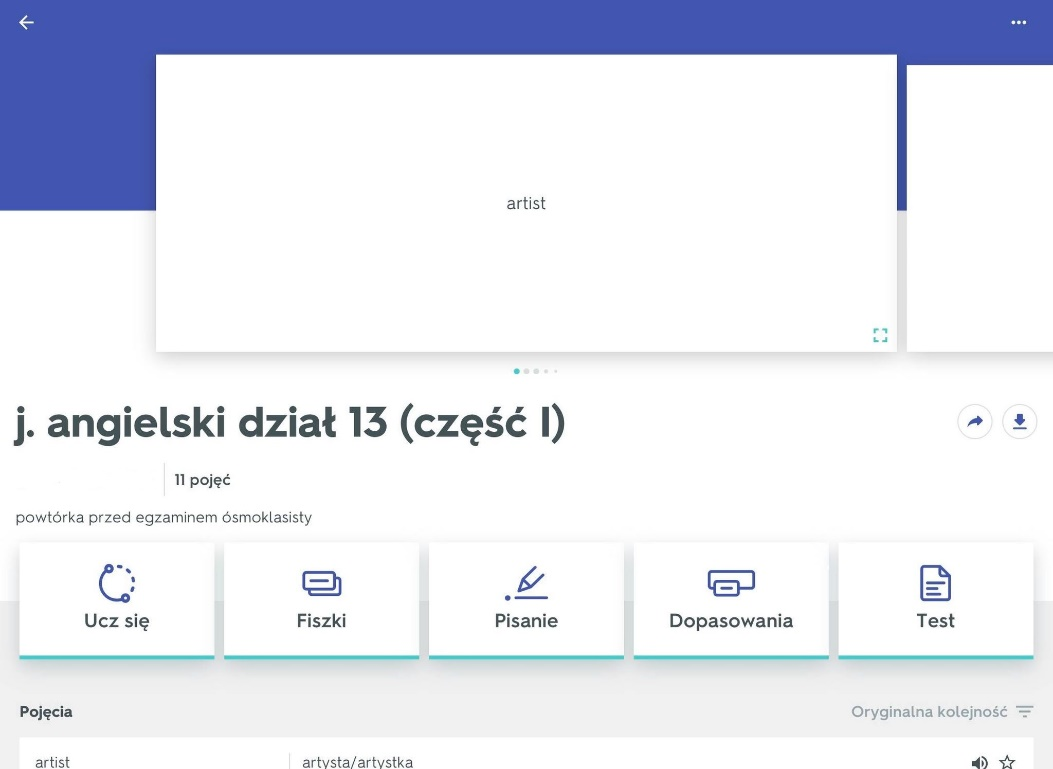 artist
j. angielski dział 13 (część I)
11 pojęć
powtórka przed egzaminem ósmoklasisty
Ucz się
Fiszki
Pisanie
Dopasowania
Test
Pojęcia
Oryginalna kolejność
artist
artysta/artystka